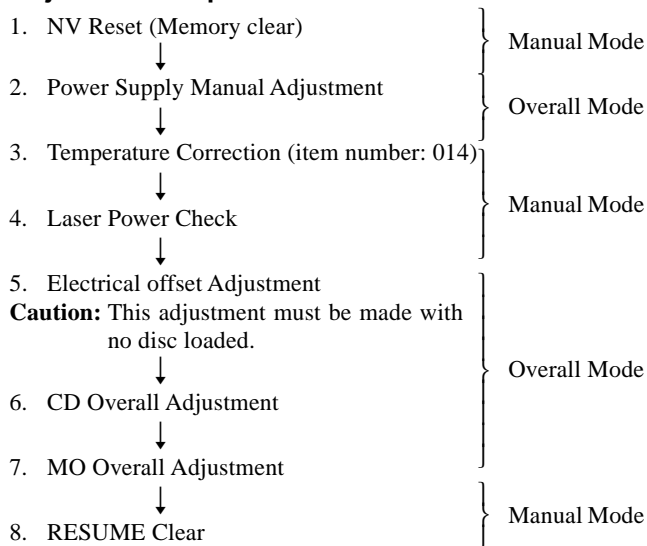 1. NV Reset (Memory clear)
Manual Mode
2. Power Supply Manual Adjustment
Overall Mode
3. Temperature Correction (item number: 014)
4. Laser Power Check
Manual Mode
5. Electrical offset Adjustment
Caution: This adjustment must be made with
no disc loaded.
Overall Mode
6. CD Overall Adjustment
7. MO Overall Adjustment
8. RESUME Clear
Manual Mode